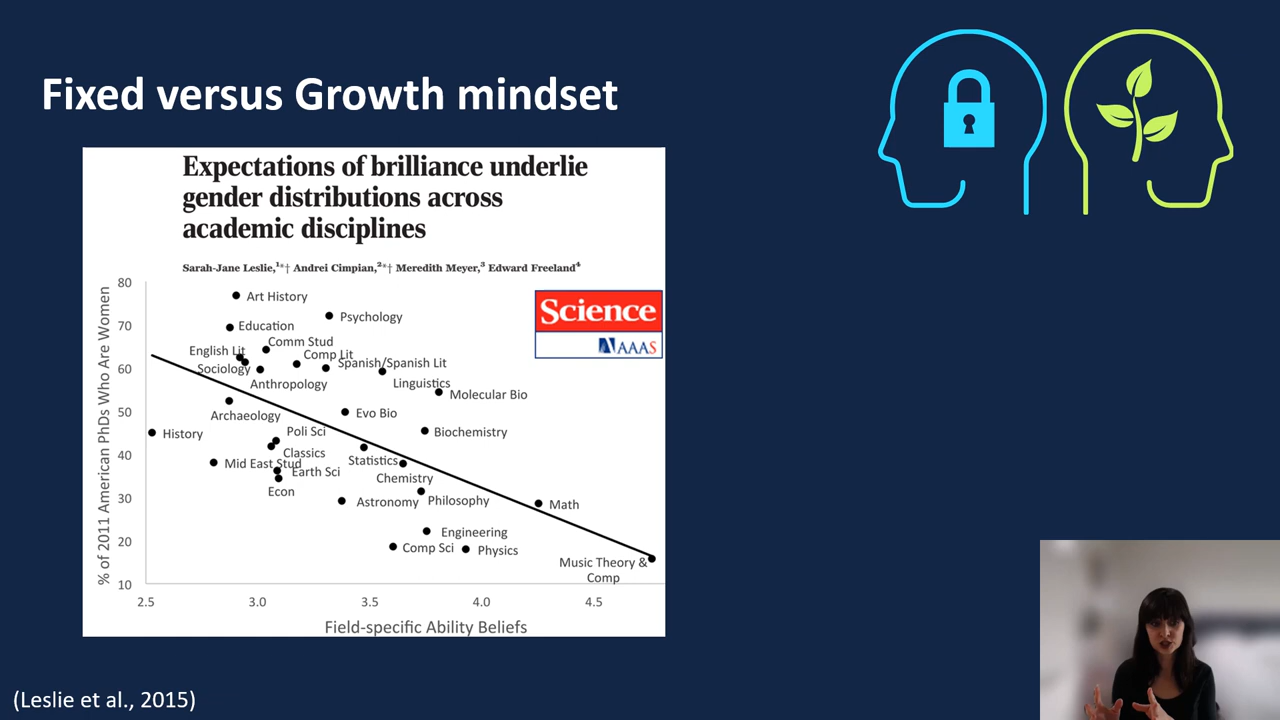 Fixed versus Growth mindset
Expectations of brilliance underlie
gender distributions across
academic disciplines
Sarah-Jane Leslie,¹*† Andrei Cimpian,²*† Meredith Meyer,³ Edward Freeland⁴
% of 2011 American PhDs Who Are Women
80
70
60
50
40
30
20
10
Science
AAAS
Art History
Psychology
Education
Comm Stud
English Lit
Comp Lit
Sociology
Spanish/Spanish Lit
Anthropology
Linguistics
Molecular Bio
Archaeology
Evo Bio
History
Poli Sci
Biochemistry
Classics
Mid East Stud
Statistics
Earth Sci
Chemistry
Econ
Astronomy
Philosophy
Math
Engineering
Comp Sci
Physics
Music Theory &
Comp
2.5
3.0
3.5
4.0
4.5
Field-specific Ability Beliefs
(Leslie et al., 2015)